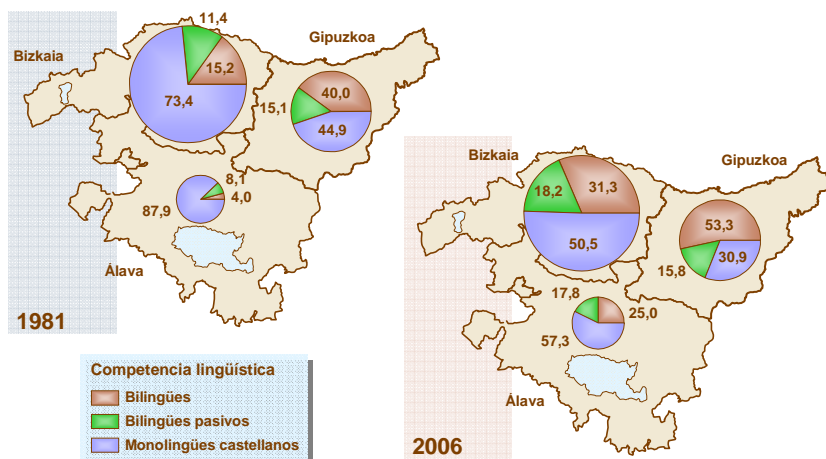 11,4
Gipuzkoa
Bizkaia
15,2
40,0
73,4
15,1
44,9
8,1
4,0
87,9
Álava
1981
Bizkaia
Gipuzkoa
18,2
31,3
53,3
50,5
15,8
30,9
17,8
25,0
57,3
Álava
2006
Competencia lingüística
Bilingües
Bilingües pasivos
Monolingües castellanos